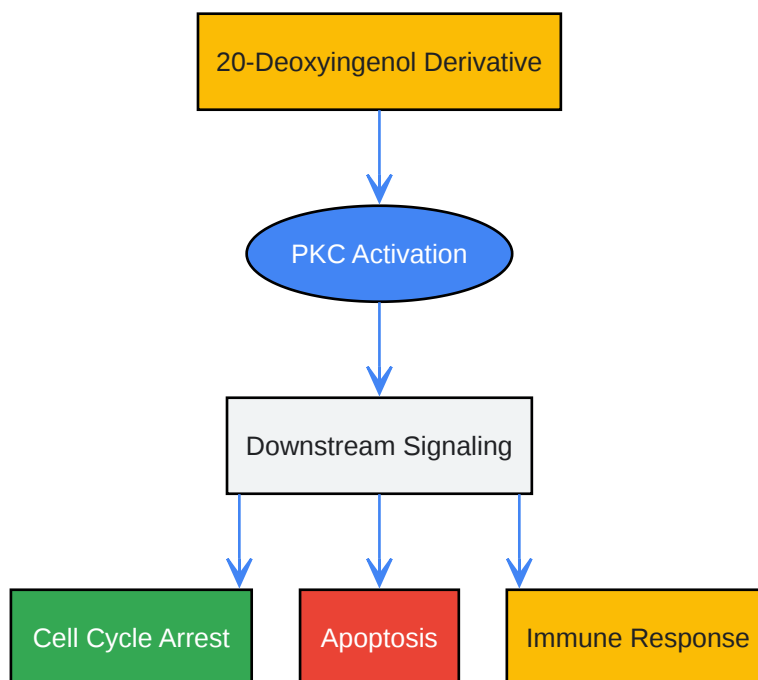 20-Deoxyingenol Derivative
PKC Activation
Downstream Signaling
Cell Cycle Arrest
Apoptosis
Immune Response